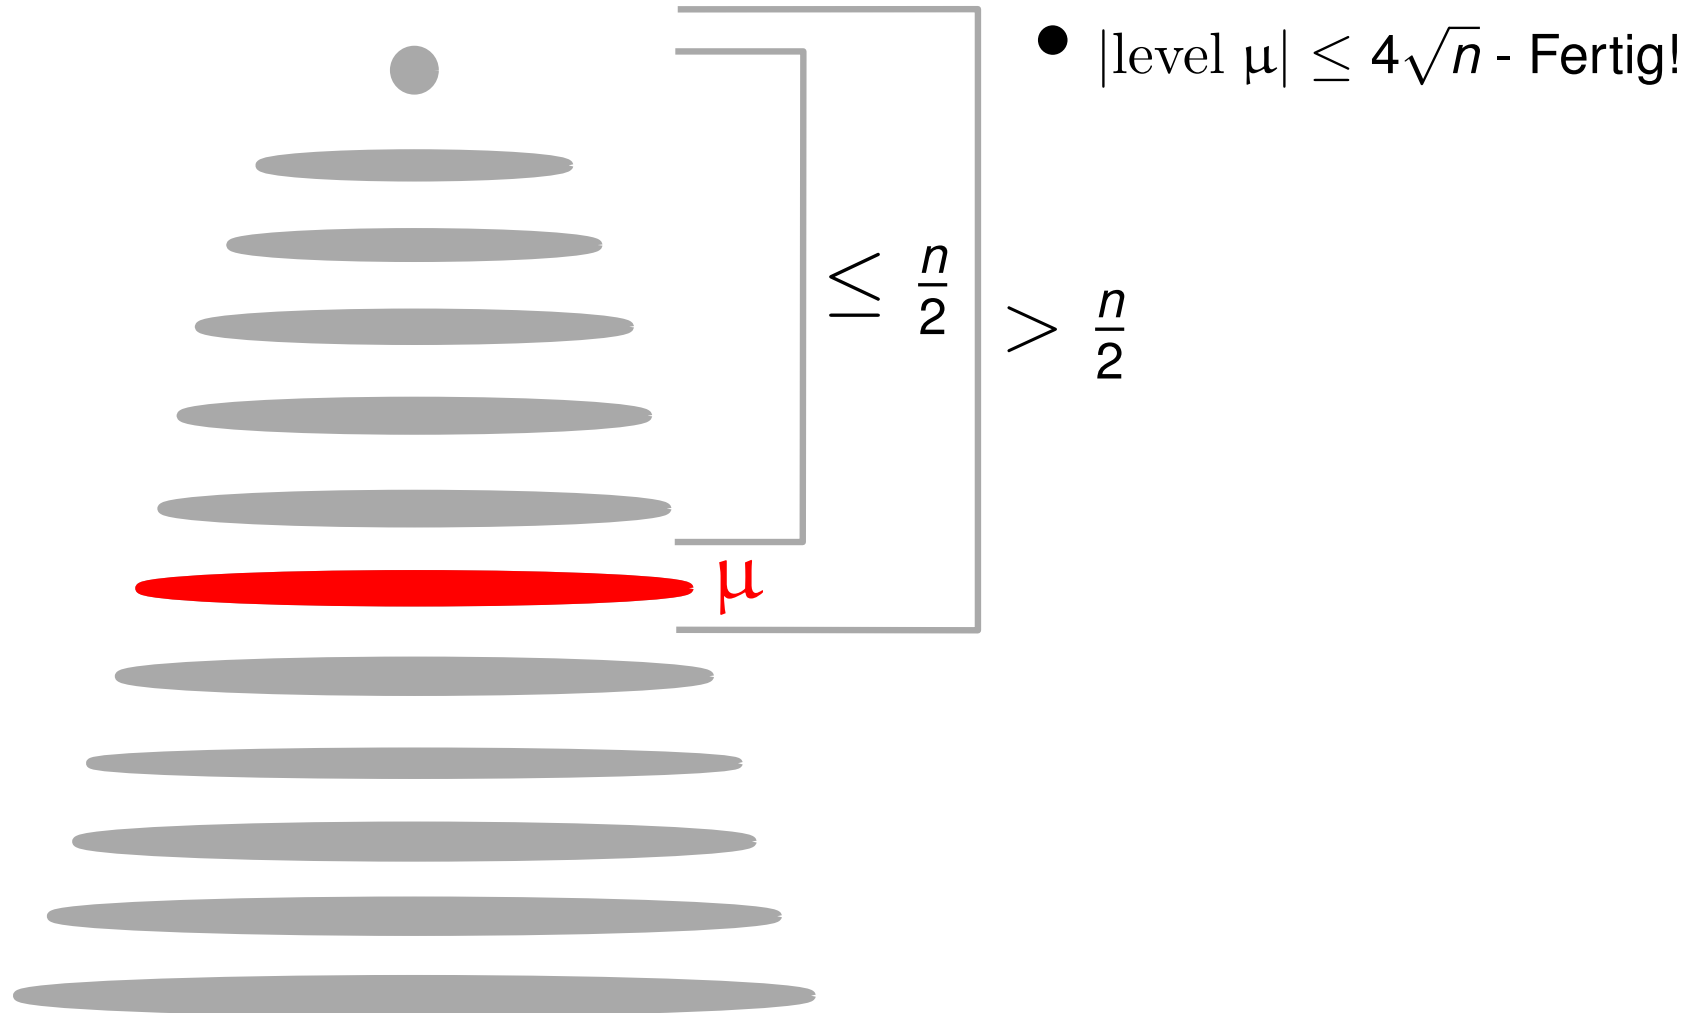 • |level μ| ≤ 4√n - Fertig!
≤ n/2
> n/2
μ